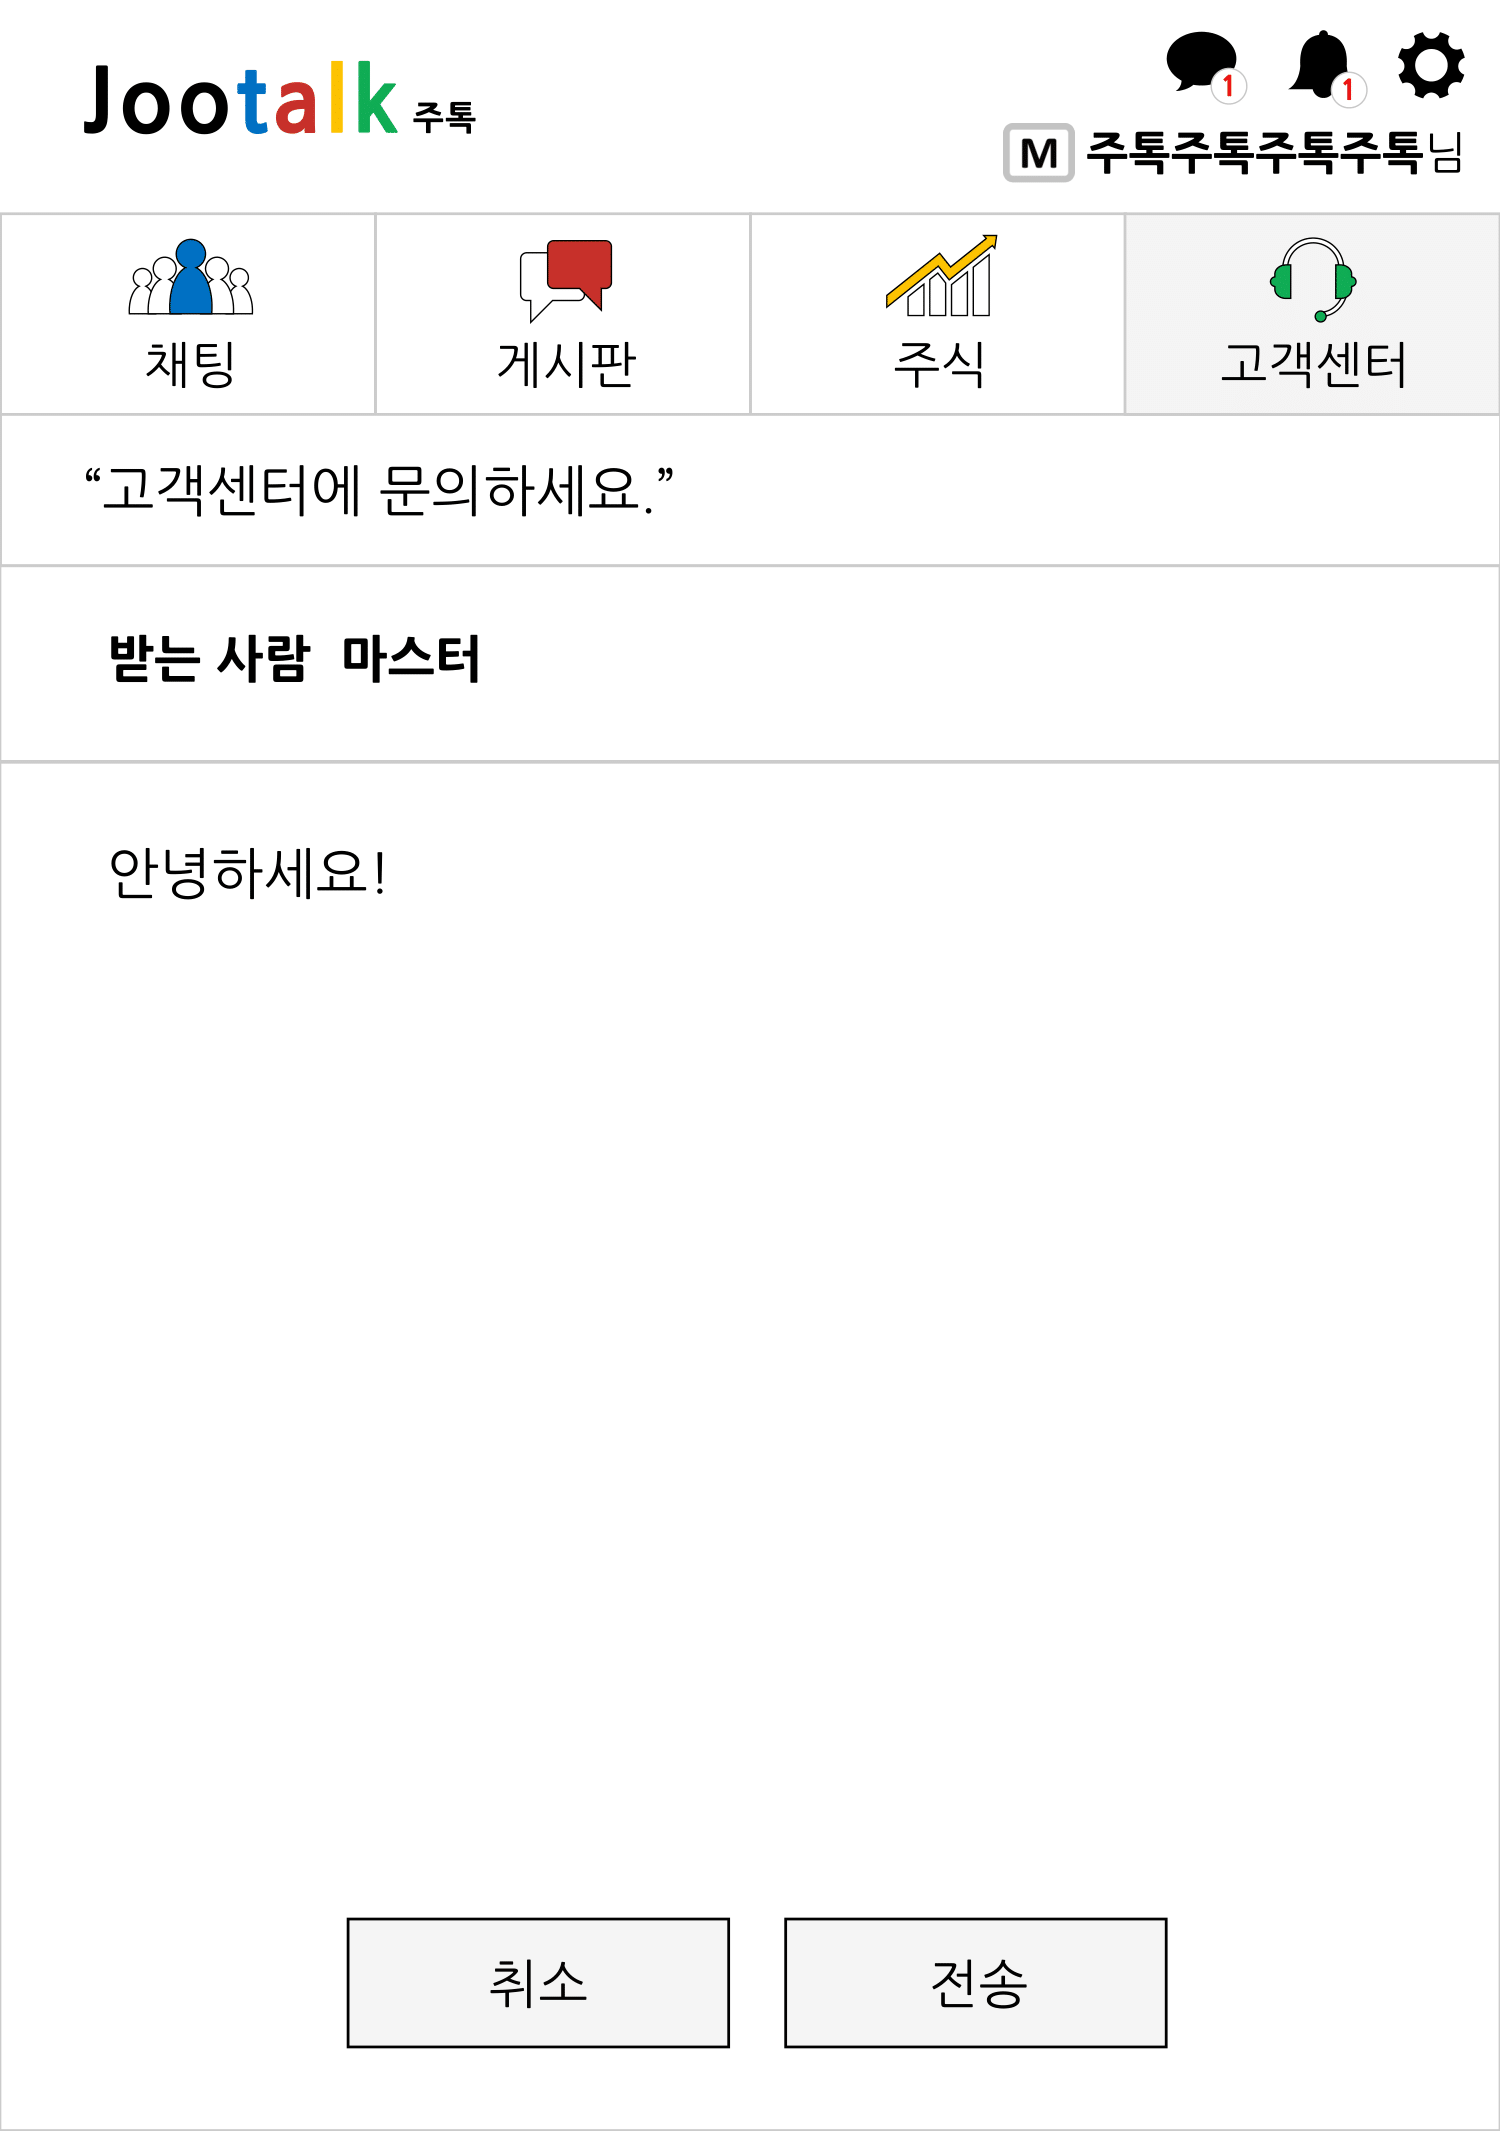 Jootalk 주톡
1 1
M 주톡주톡주톡주톡님
채팅 게시판 주식 고객센터
“고객센터에 문의하세요.”
받는 사람 마스터
안녕하세요!
취소 전송